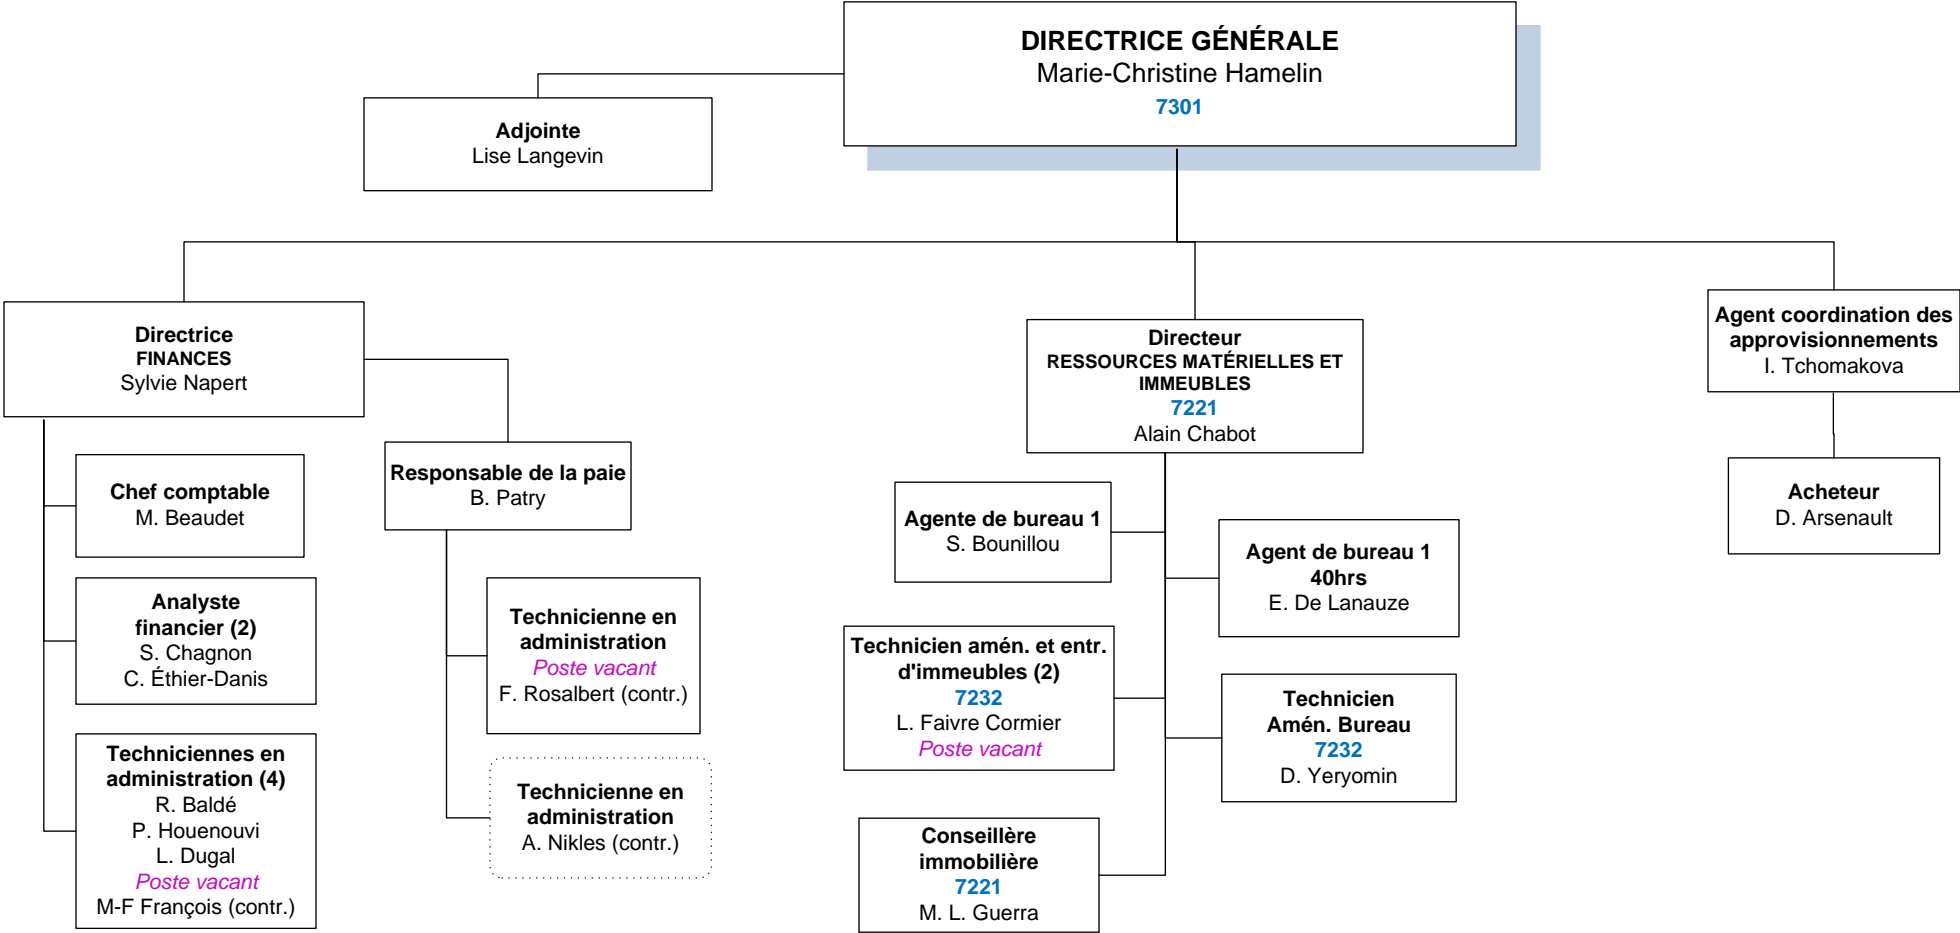 DIRECTRICE GÉNÉRALE
Marie-Christine Hamelin
7301
Adjointe
Lise Langevin
Directrice
FINANCES
Sylvie Napert
Chef comptable
M. Beaudet
Analyste
financier (2)
S. Chagnon
C. Éthier-Danis
Techniciennes en
administration (4)
R. Baldé
P. Houenouvi
L. Dugal
Poste vacant
M-F François (contr.)
Responsable de la paie
B. Patry
Technicienne en
administration
Poste vacant
F. Rosalbert (contr.)
Technicienne en
administration
A. Nikles (contr.)
Directeur
RESSOURCES MATÉRIELLES ET
IMMEUBLES
7221
Alain Chabot
Agente de bureau 1
S. Bounillou
Agent de bureau 1
40hrs
E. De Lanauze
Technicien amén. et entr.
d'immeubles (2)
7232
L. Faivre Cormier
Poste vacant
Technicien
Amén. Bureau
7232
D. Yeryomin
Conseillère
immobilière
7221
M. L. Guerra
Agent coordination des
approvisionnements
I. Tchomakova
Acheteur
D. Arsenault